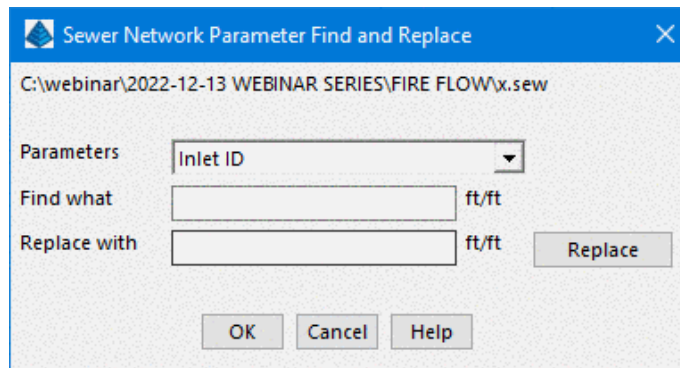 Sewer Network Parameter Find and Replace
C:\webinar\2022-12-13 WEBINAR SERIES\FIRE FLOW\x.sew
Parameters Inlet ID
Find what ft/ft
Replace with ft/ft Replace
OK Cancel Help